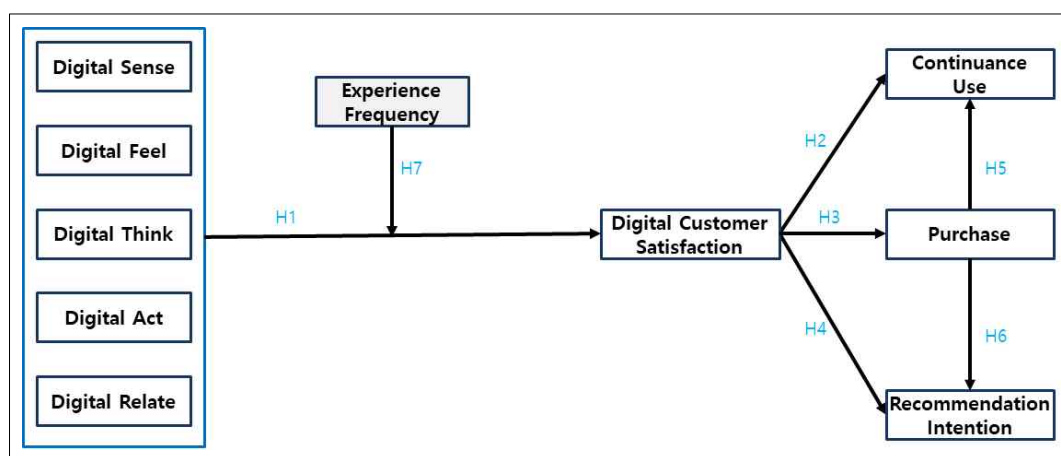 Digital Sense
Digital Feel
Digital Think
Digital Act
Digital Relate
Experience
Frequency
H7
H1
Digital Customer
Satisfaction
H2
H3
H4
Continuance
Use
H5
Purchase
H6
Recommendation
Intention